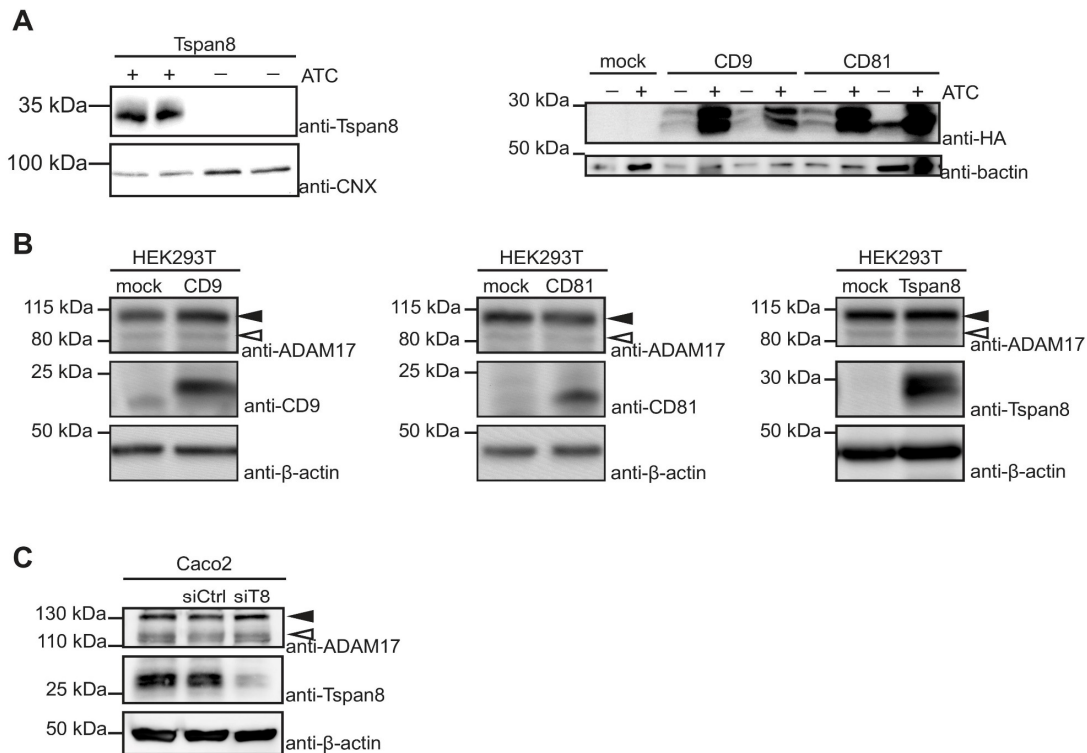 A
Tspan8
+ + – – ATC
35 kDa
anti-Tspan8
100 kDa
anti-CNX
mock CD9 CD81
– + – + – + – + – + ATC
30 kDa
anti-HA
50 kDa
anti-bactin
B
HEK293T
mock CD9
115 kDa
80 kDa
anti-ADAM17
25 kDa
anti-CD9
50 kDa
anti-β-actin
HEK293T
mock CD81
115 kDa
80 kDa
anti-ADAM17
25 kDa
anti-CD81
50 kDa
anti-β-actin
HEK293T
mock Tspan8
115 kDa
80 kDa
anti-ADAM17
30 kDa
anti-Tspan8
50 kDa
anti-β-actin
C
Caco2
siCtrl siT8
130 kDa
110 kDa
anti-ADAM17
25 kDa
anti-Tspan8
50 kDa
anti-β-actin